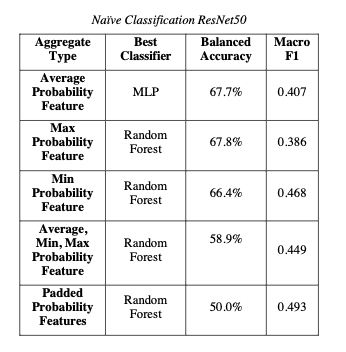 Naïve Classification ResNet50
Aggregate Type Best Classifier Balanced Accuracy Macro F1
Average Probability Feature MLP 67.7% 0.407
Max Probability Feature Random Forest 67.8% 0.386
Min Probability Feature Random Forest 66.4% 0.468
Average, Min, Max Probability Feature Random Forest 58.9% 0.449
Padded Probability Features Random Forest 50.0% 0.493